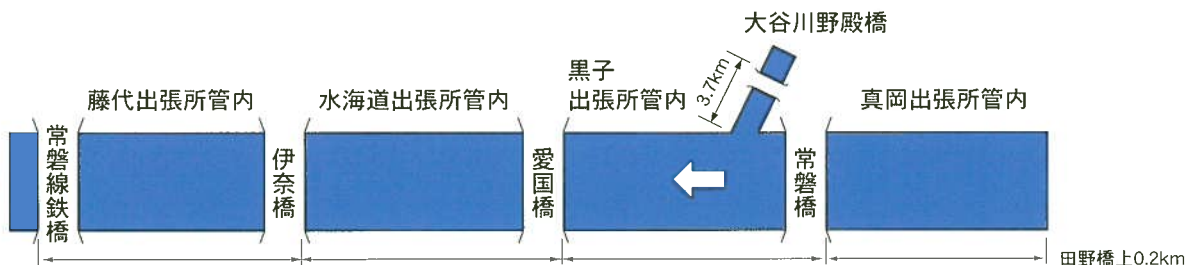 大谷川野殿橋
3.7km
藤代出張所管内
水海道出張所管内
黒子
出張所管内
真岡出張所管内
常磐線鉄橋
伊奈橋
愛国橋
常磐橋
田野橋上0.2km